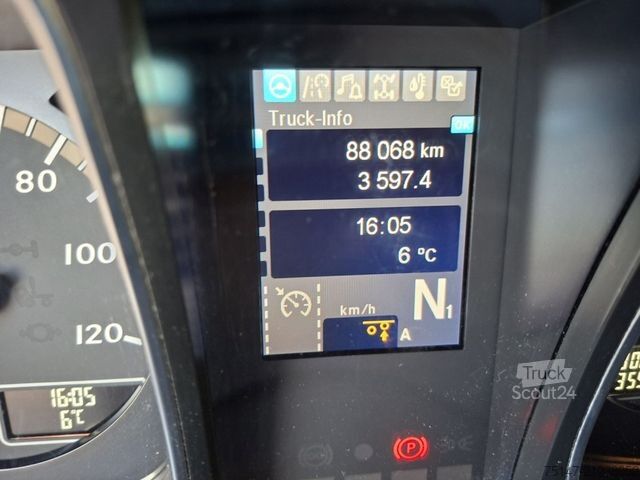 Truck-Info
OK
88 068 km
3 597.4
16:05
6 °C
km/h
N1
A
80
100
120
16:05
6°C
P
Truck
Scout24